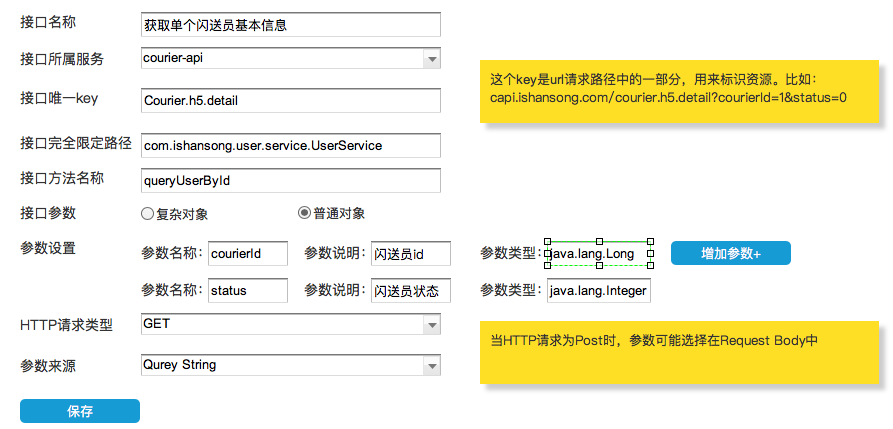 接口名称 获取单个闪送员基本信息
接口所属服务 courier-api
这个key是url请求路径中的一部分，用来标识资源。比如：
capi.ishansong.com/courier.h5.detail?courierId=1&status=0
接口唯一key Courier.h5.detail
接口完全限定路径 com.ishansong.user.service.UserService
接口方法名称 queryUserById
接口参数 复杂对象 普通对象
参数设置 参数名称： courierId 参数说明： 闪送员id 参数类型： java.lang.Long 增加参数+
参数名称： status 参数说明： 闪送员状态 参数类型： java.lang.Integer
HTTP请求类型 GET
当HTTP请求为Post时，参数可能选择在Request Body中
参数来源 Qurey String
保存